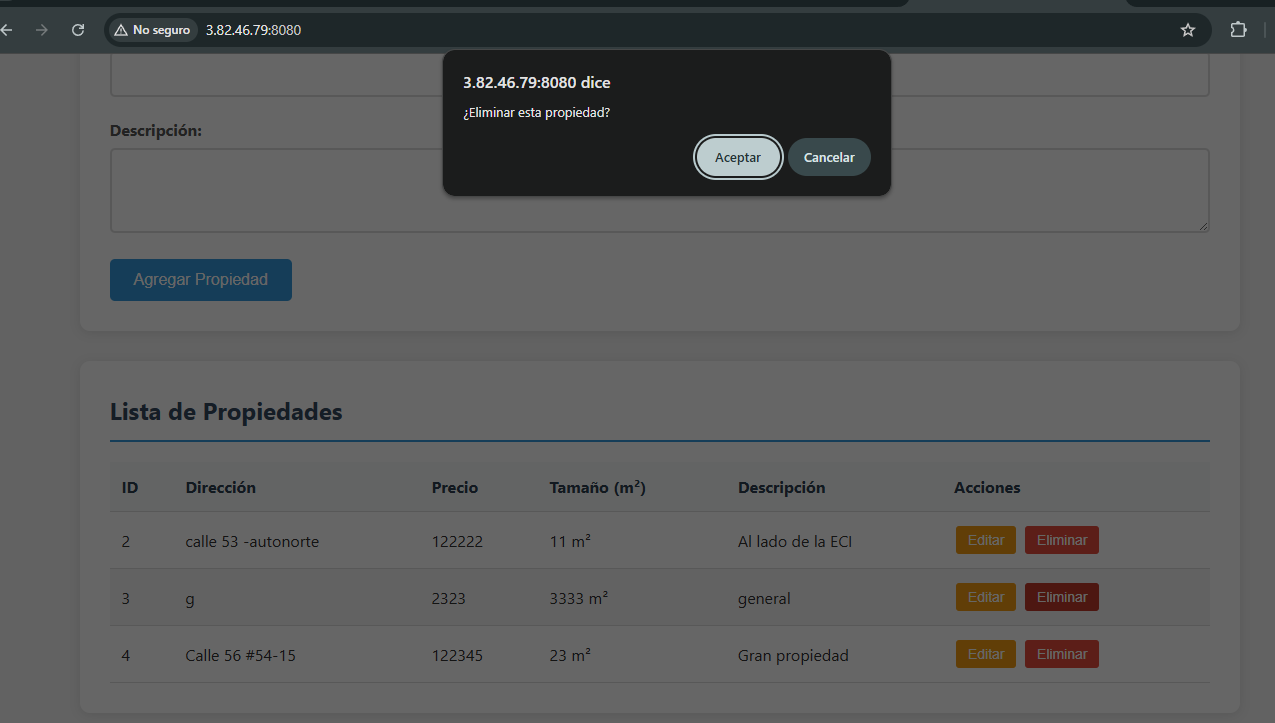 No seguro 3.82.46.79:8080
3.82.46.79:8080 dice
¿Eliminar esta propiedad?
Aceptar Cancelar
Descripción:
Agregar Propiedad
Lista de Propiedades
ID Dirección Precio Tamaño (m²) Descripción Acciones
2 calle 53 -autonorte 122222 11 m² Al lado de la ECI Editar Eliminar
3 g 2323 3333 m² general Editar Eliminar
4 Calle 56 #54-15 122345 23 m² Gran propiedad Editar Eliminar